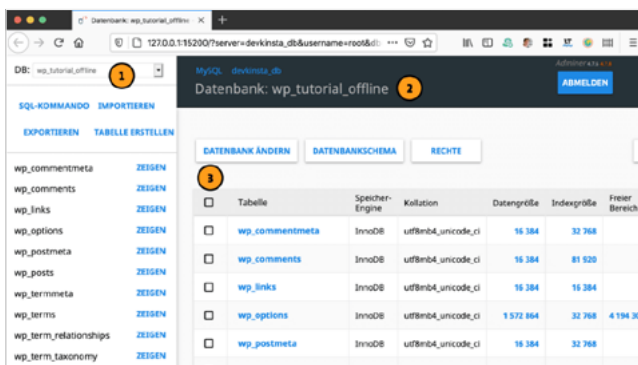 Datenbank: wp_tutorial_offline
127.0.0.1:15200/?server=devkinsta_db&username=root&db
DB: wp_tutorial_offline
1
SQL-KOMMANDO IMPORTIEREN
EXPORTIEREN TABELLE ERSTELLEN
wp_commentmeta ZEIGEN
wp_comments ZEIGEN
wp_links ZEIGEN
wp_options ZEIGEN
wp_postmeta ZEIGEN
wp_posts ZEIGEN
wp_termmeta ZEIGEN
wp_terms ZEIGEN
wp_term_relationships ZEIGEN
wp_term_taxonomy ZEIGEN
MySQL devkinsta_db
Adminer
Datenbank: wp_tutorial_offline 2
ABMELDEN
DATENBANK ÄNDERN DATENBANKSCHEMA RECHTE
3
Tabelle Speicher-Engine Kollation Datengröße Indexgröße Freier Bereich
wp_commentmeta InnoDB utf8mb4_unicode_ci 16 384 32 768
wp_comments InnoDB utf8mb4_unicode_ci 16 384 81 920
wp_links InnoDB utf8mb4_unicode_ci 16 384 16 384
wp_options InnoDB utf8mb4_unicode_ci 1 572 864 32 768 4 194 30
wp_postmeta InnoDB utf8mb4_unicode_ci 16 384 32 768